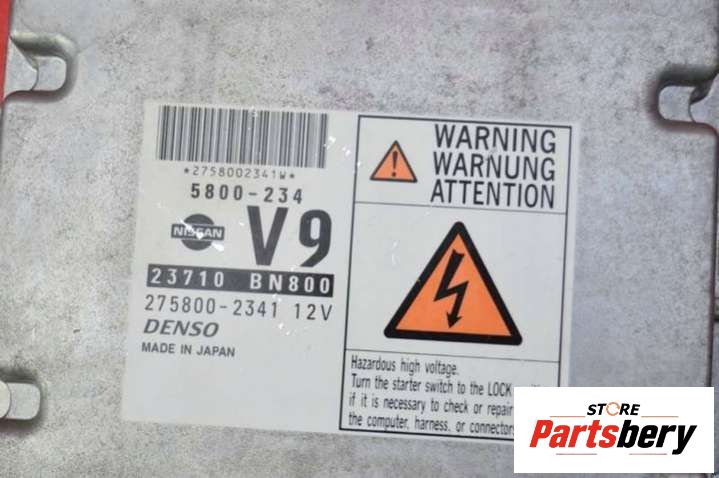 *2758002341W*
5800-234
NISSAN
V9
23710 BN800
275800-2341 12V
DENSO
MADE IN JAPAN
! WARNING
WARNUNG
ATTENTION
Hazardous high voltage.
Turn the starter switch to the LOCK
if it is necessary to check or repair
the computer, harness, or connectors
STORE
Partsbery